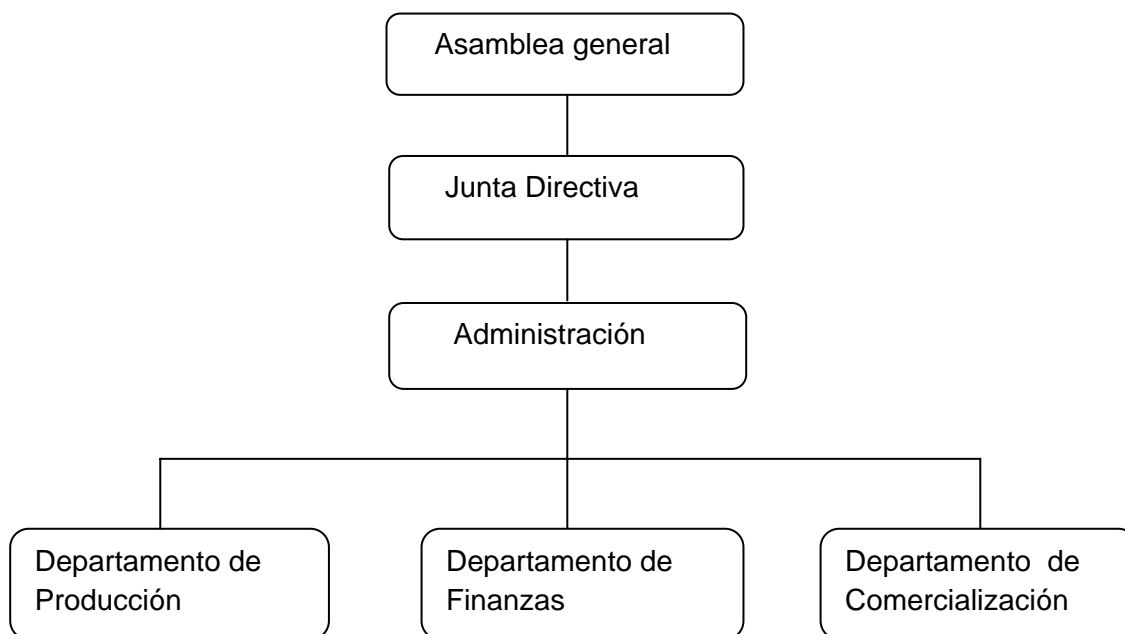 Asamblea general
Junta Directiva
Administración
Departamento de
Producción
Departamento de
Finanzas
Departamento de
Comercialización